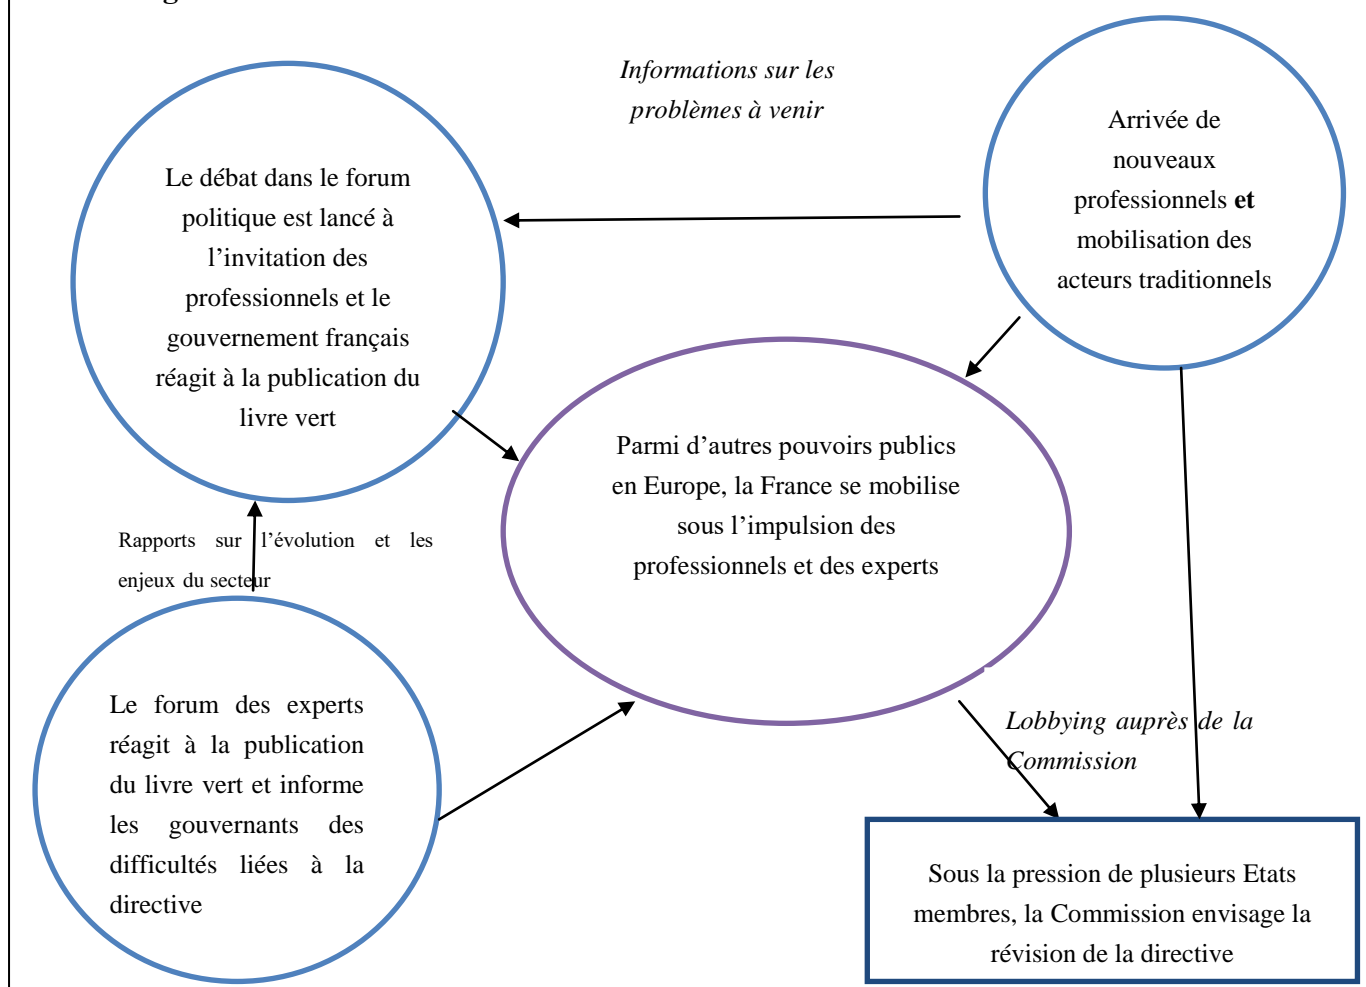 Informations sur les
problèmes à venir
Arrivée de
nouveaux
professionnels et
mobilisation des
acteurs traditionnels
Le débat dans le forum
politique est lancé à
l’invitation des
professionnels et le
gouvernement français
réagit à la publication du
livre vert
Parmi d’autres pouvoirs publics
en Europe, la France se mobilise
sous l’impulsion des
professionnels et des experts
Rapports sur l’évolution et les
enjeux du secteur
Le forum des experts
réagit à la publication
du livre vert et informe
les gouvernants des
difficultés liées à la
directive
Lobbying auprès de la
Commission
Sous la pression de plusieurs Etats
membres, la Commission envisage la
révision de la directive